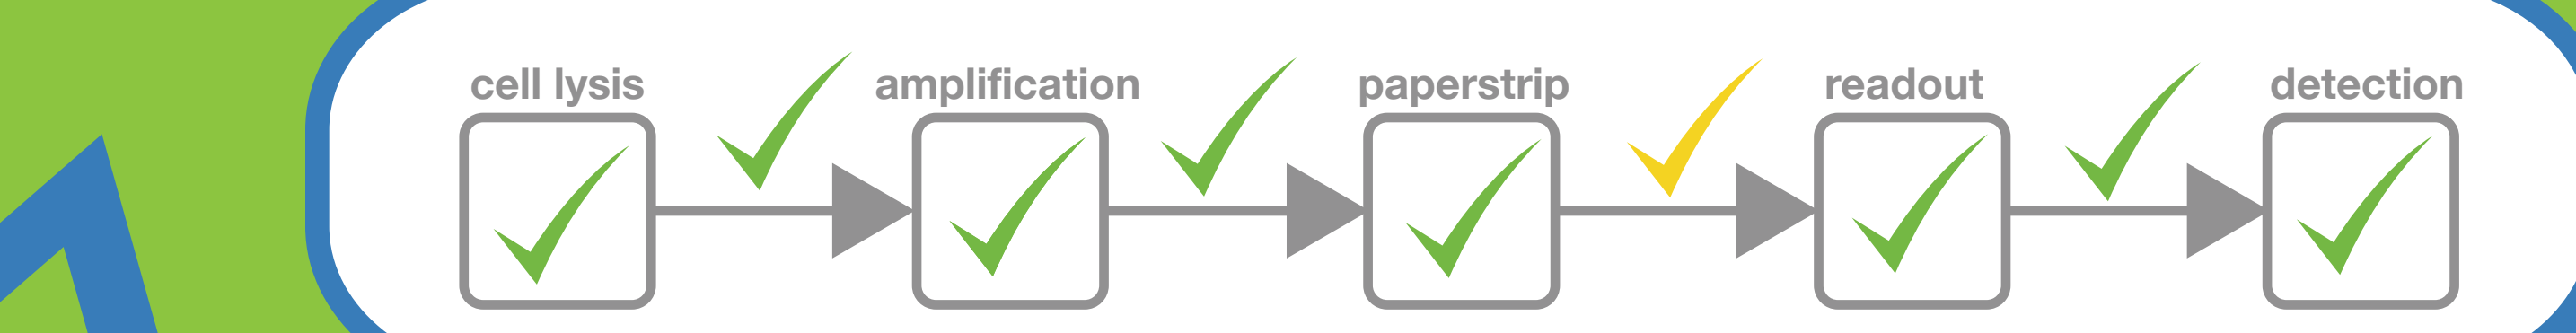 cell lysis amplification paperstrip readout detection